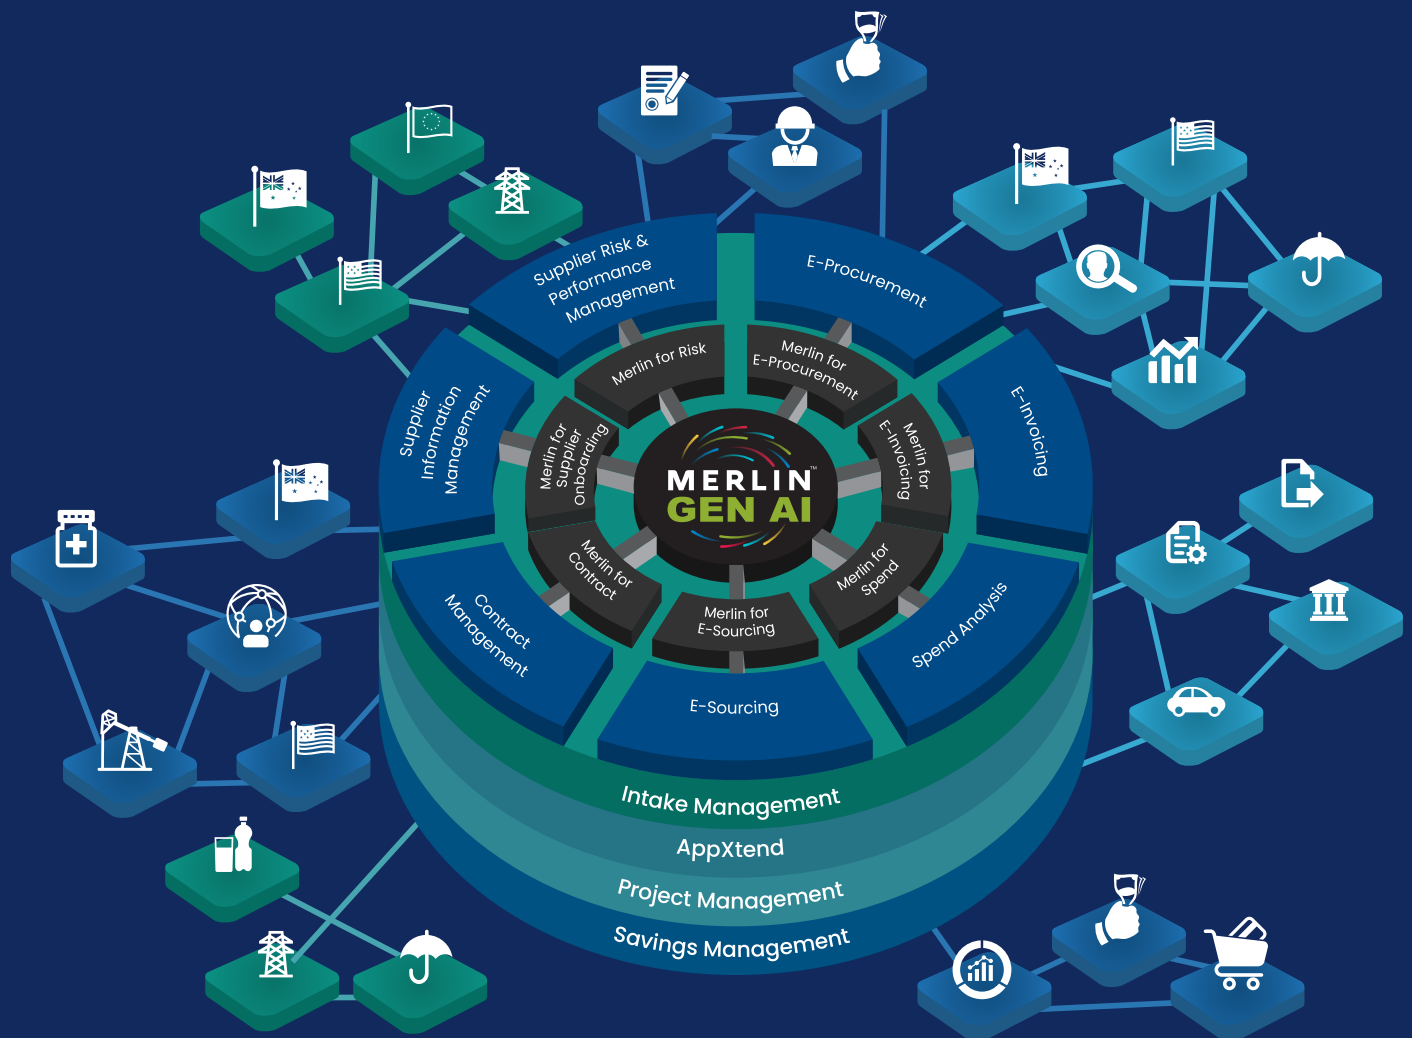 Supplier Risk &
Performance
Management
E-Procurement
Supplier
Information
Management
E-Invoicing
Merlin for Risk
Merlin for
E-Procurement
Merlin for
Supplier
Onboarding
Merlin for
E-Invoicing
MERLIN™
GEN AI
Merlin for
Contract
Merlin for
Spend
Merlin for
E-Sourcing
Contract
Management
Spend Analysis
E-Sourcing
Intake Management
AppXtend
Project Management
Savings Management